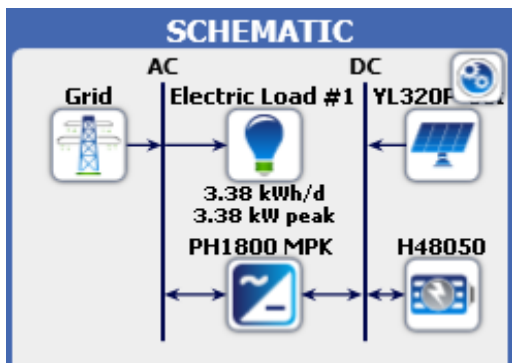 SCHEMATIC
AC DC
Grid Electric Load #1
3.38 kWh/d
3.38 kW peak
PH1800 MPK H48050